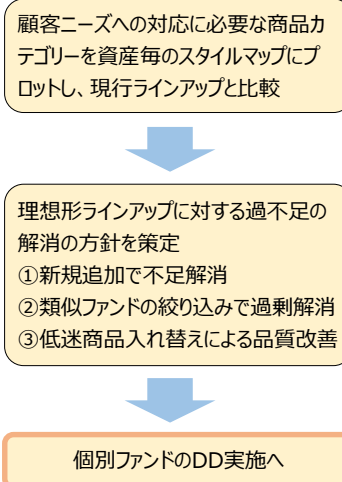 顧客ニーズへの対応に必要な商品カ
テゴリーを資産毎のスタイルマップにプ
ロットし、現行ラインアップと比較
理想形ラインアップに対する過不足の
解消の方針を策定
①新規追加で不足解消
②類似ファンドの絞り込みで過剰解消
③低迷商品入れ替えによる品質改善
個別ファンドのDD実施へ